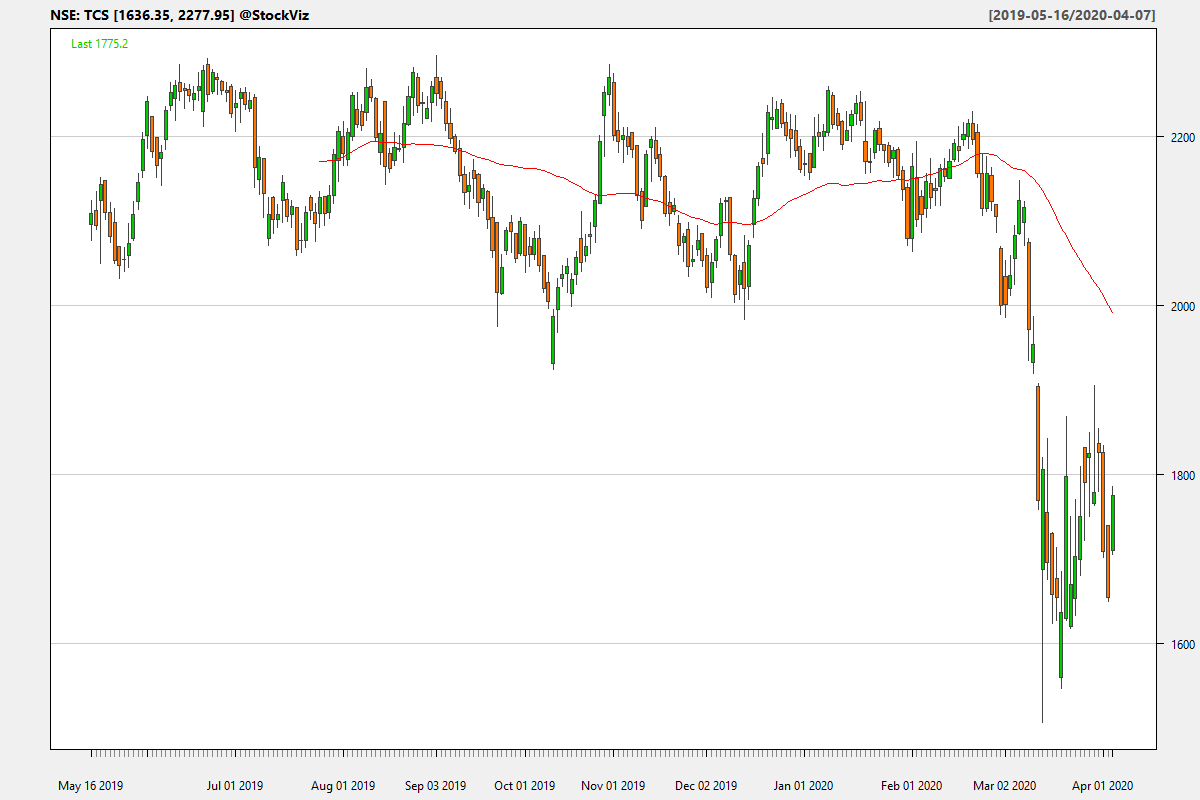 NSE: TCS [1636.35, 2277.95] @StockViz
[2019-05-16/2020-04-07]
Last 1775.2
2200
2000
1800
1600
May 16 2019 Jul 01 2019 Aug 01 2019 Sep 03 2019 Oct 01 2019 Nov 01 2019 Dec 02 2019 Jan 01 2020 Feb 01 2020 Mar 02 2020 Apr 01 2020